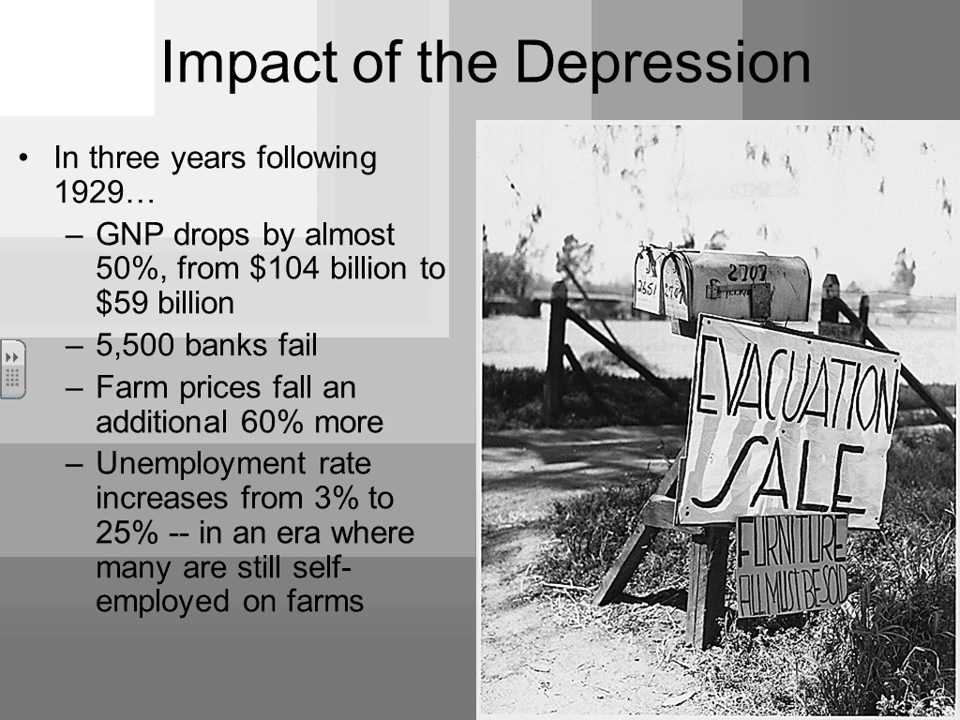 Impact of the Depression
• In three years following
1929…
– GNP drops by almost
50%, from $104 billion to
$59 billion
– 5,500 banks fail
– Farm prices fall an
additional 60% more
– Unemployment rate
increases from 3% to
25% -- in an era where
many are still self-
employed on farms
2651
2707
2707
EVACUATION
SALE
FURNITURE
ALL MUST BE SOLD